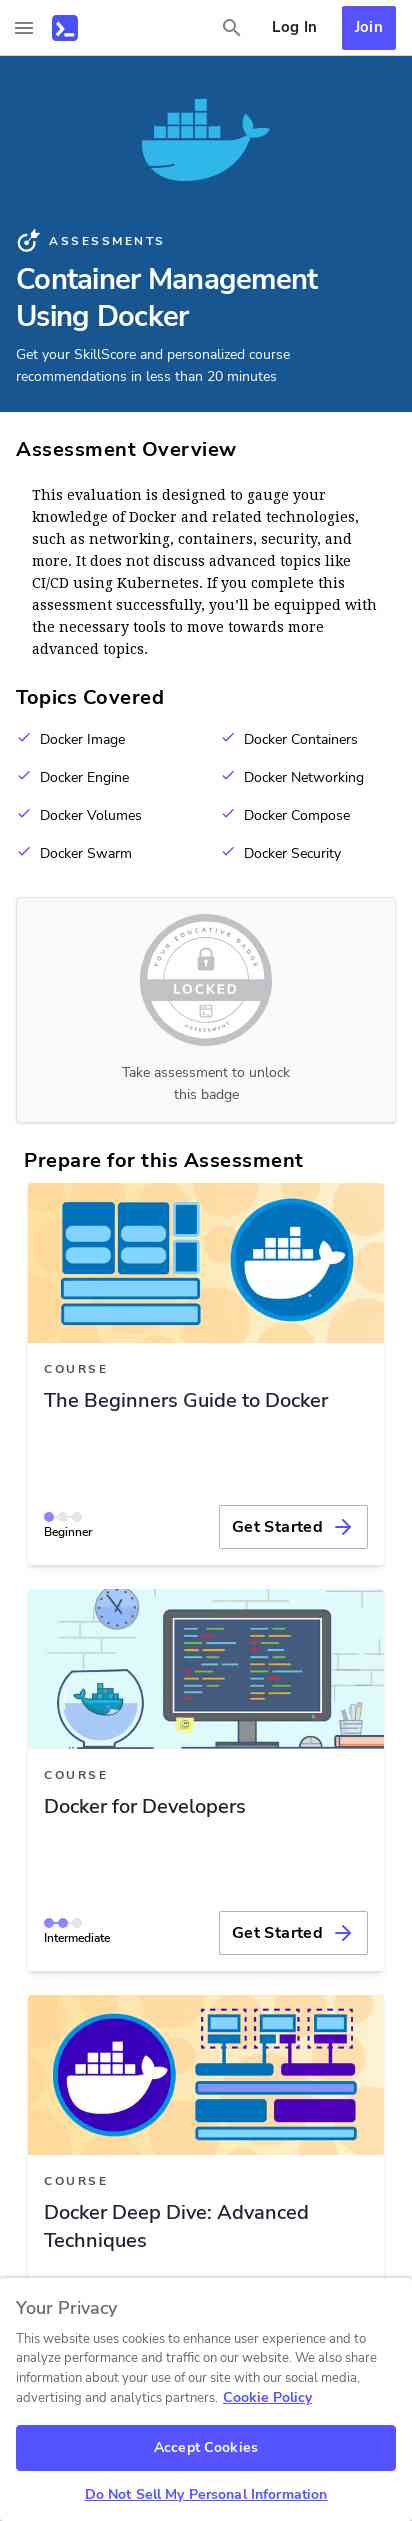 Log In
Join
ASSESSMENTS
Container Management
Using Docker
Get your SkillScore and personalized course
recommendations in less than 20 minutes
Assessment Overview
This evaluation is designed to gauge your
knowledge of Docker and related technologies,
such as networking, containers, security, and
more. It does not discuss advanced topics like
CI/CD using Kubernetes. If you complete this
assessment successfully, you’ll be equipped with
the necessary tools to move towards more
advanced topics.
Topics Covered
Docker Image
Docker Containers
Docker Engine
Docker Networking
Docker Volumes
Docker Compose
Docker Swarm
Docker Security
YOUR EDUCATIVE BADGE
LOCKED
ASSESSMENT
Take assessment to unlock
this badge
Prepare for this Assessment
COURSE
The Beginners Guide to Docker
Beginner
Get Started
COURSE
Docker for Developers
Intermediate
Get Started
COURSE
Docker Deep Dive: Advanced
Techniques
Your Privacy
This website uses cookies to enhance user experience and to
analyze performance and traffic on our website. We also share
information about your use of our site with our social media,
advertising and analytics partners. Cookie Policy
Accept Cookies
Do Not Sell My Personal Information